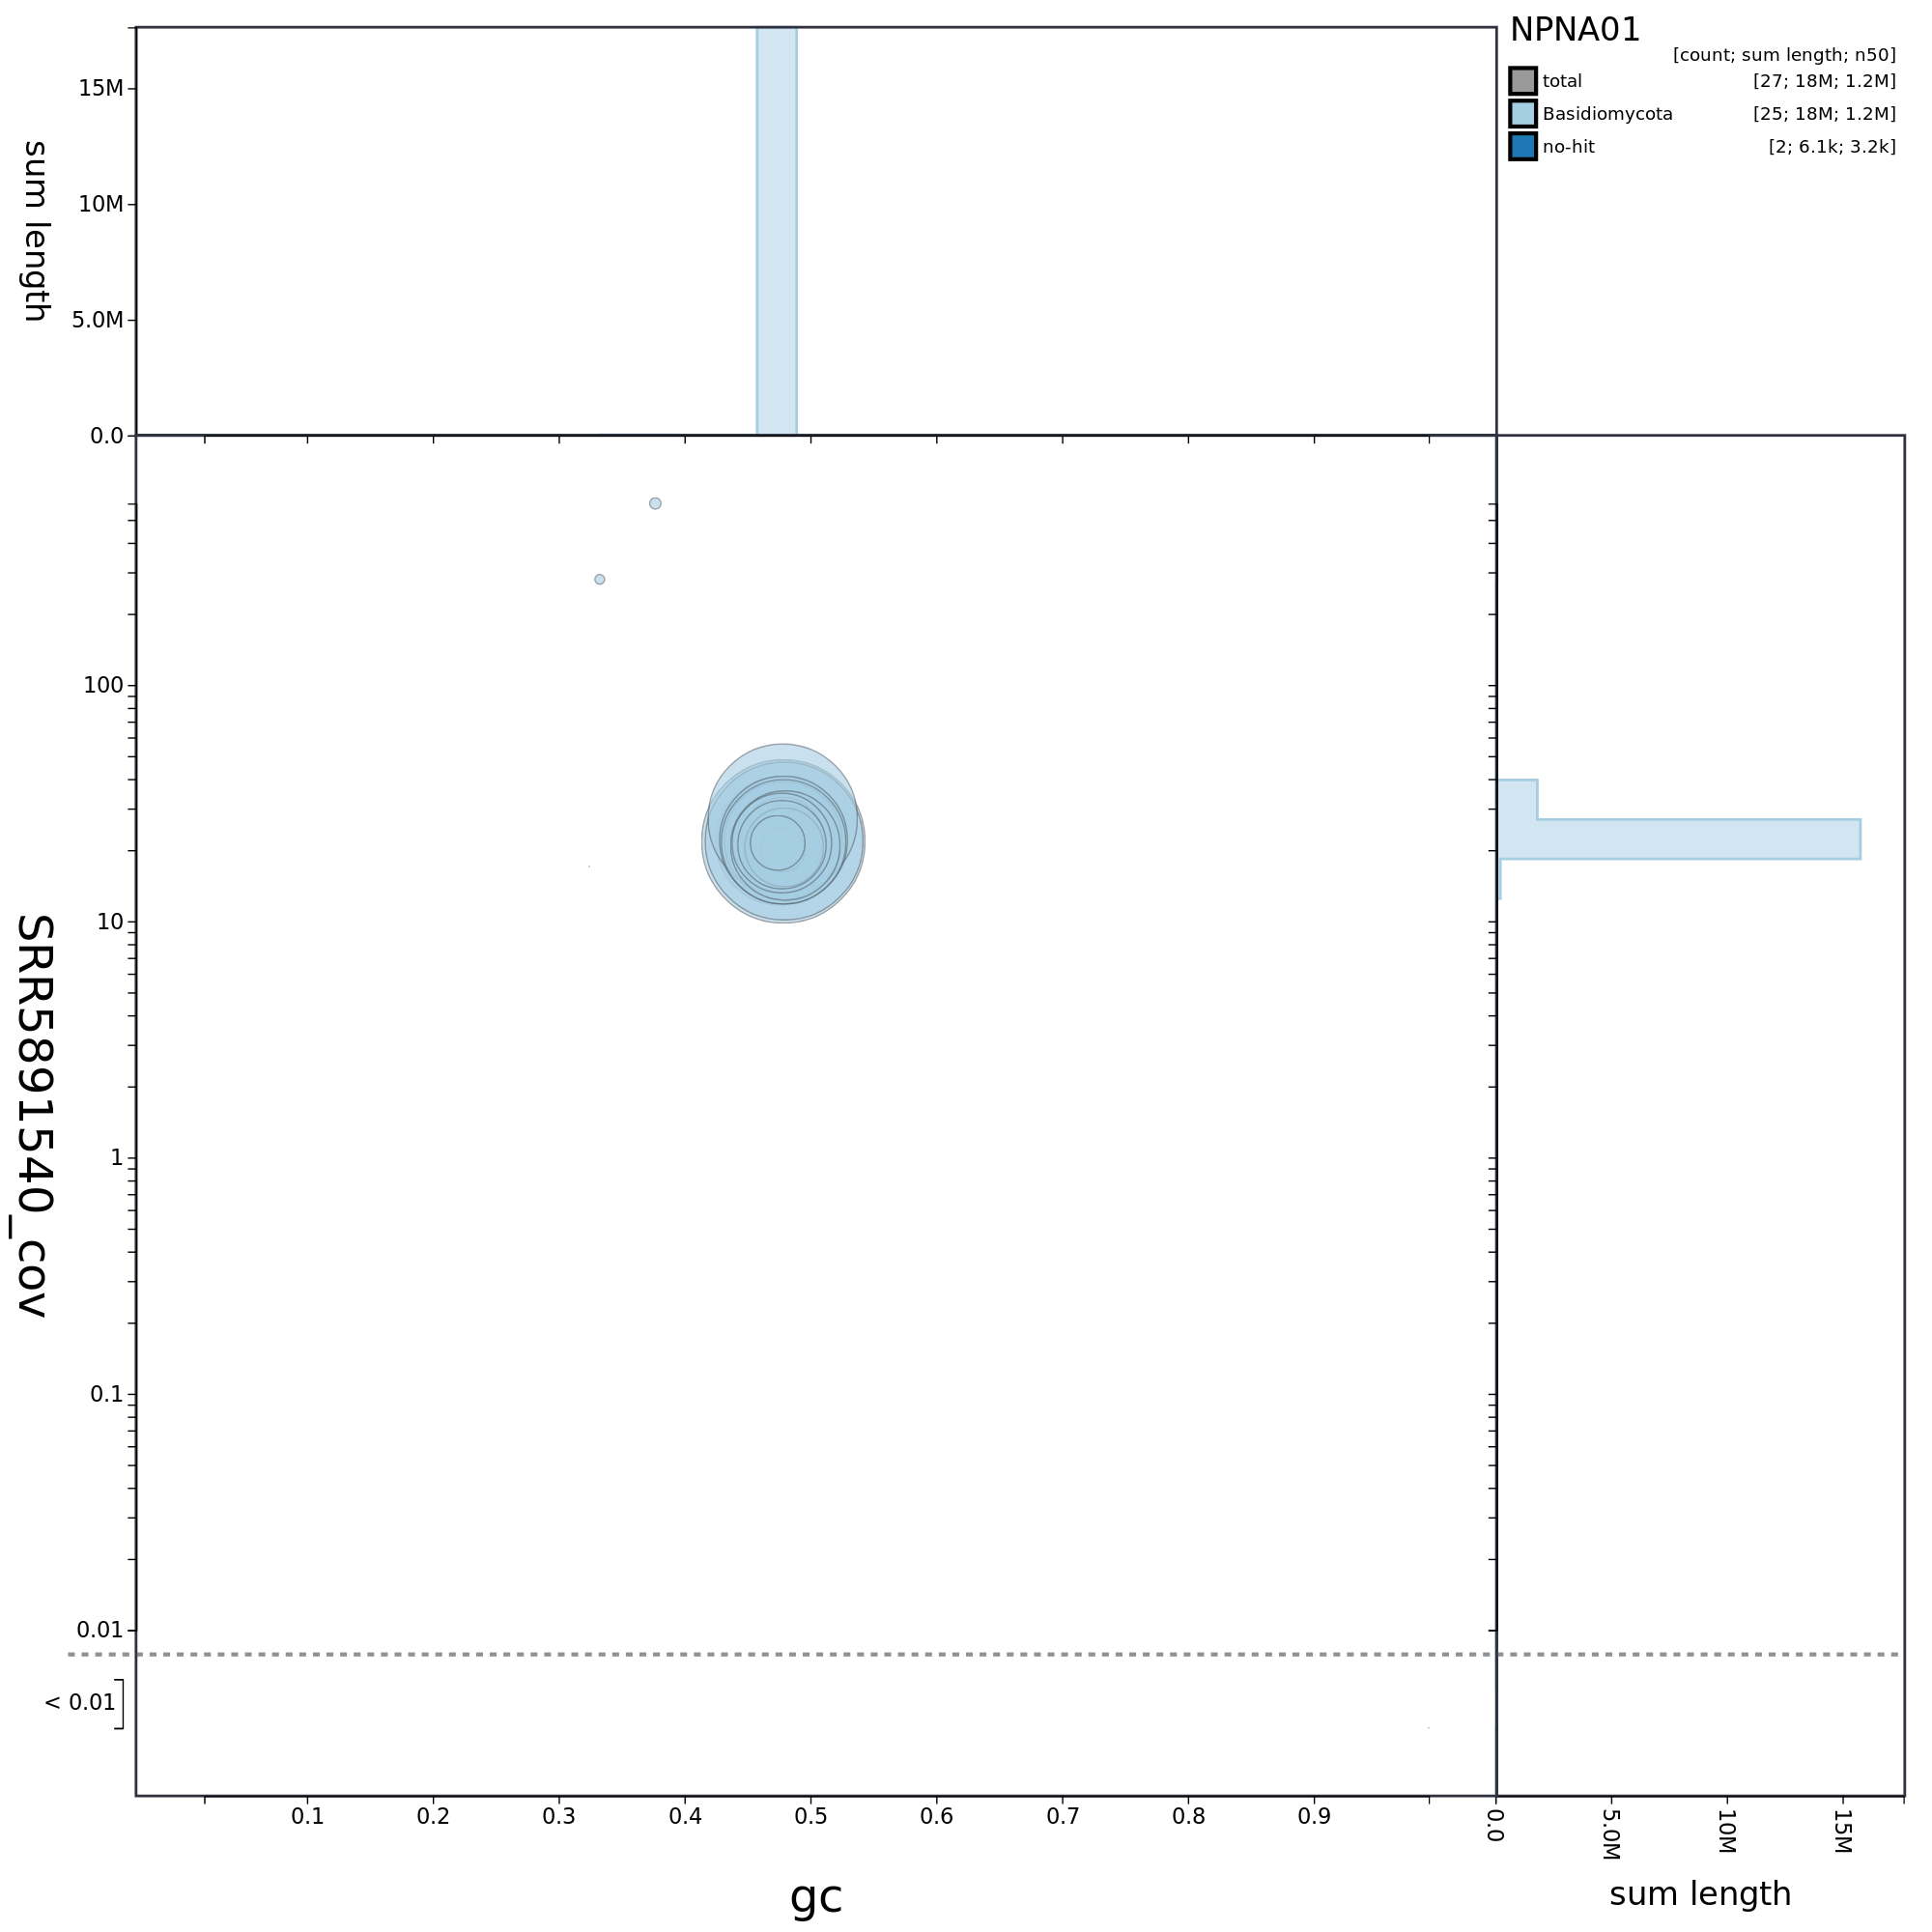 NPNA01
[count; sum length; n50]
total [27; 18M; 1.2M]
Basidiomycota [25; 18M; 1.2M]
no-hit [2; 6.1k; 3.2k]
sum length
15M
10M
5.0M
0.0
SRR5891540_cov
100
10
1
0.1
0.01
< 0.01
0.1 0.2 0.3 0.4 0.5 0.6 0.7 0.8 0.9
gc
0.0 5.0M 10M 15M
sum length